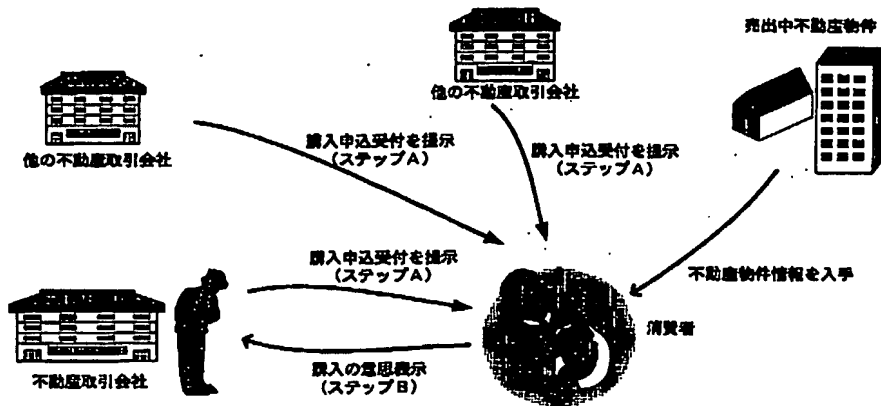 売出中不動産物件
他の不動産取引会社
他の不動産取引会社
購入申込受付を提示
(ステップA)
購入申込受付を提示
(ステップA)
購入申込受付を提示
(ステップA)
不動産物件情報を入手
消費者
購入の意思表示
(ステップB)
不動産取引会社